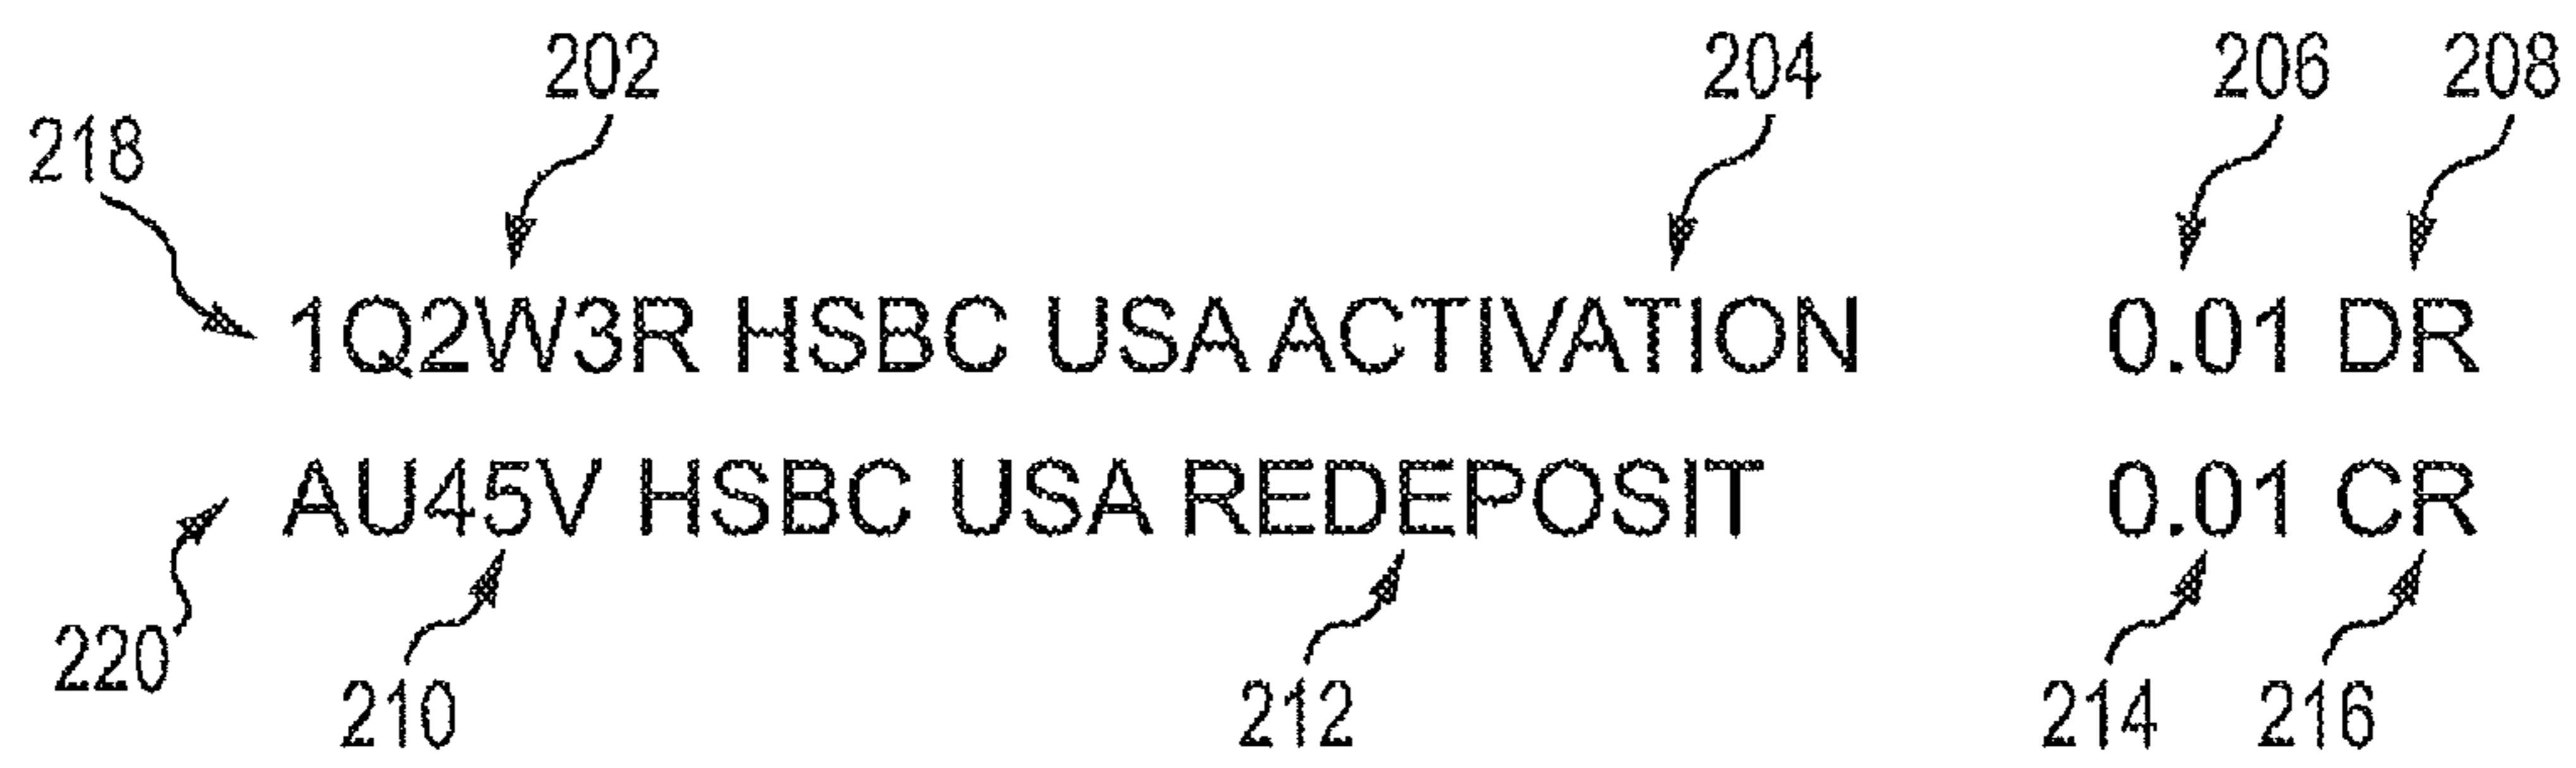 202 204 206 208
218
1Q2W3R HSBC USA ACTIVATION 0.01 DR
AU45V HSBC USA REDEPOSIT 0.01 CR
220
210 212 214 216